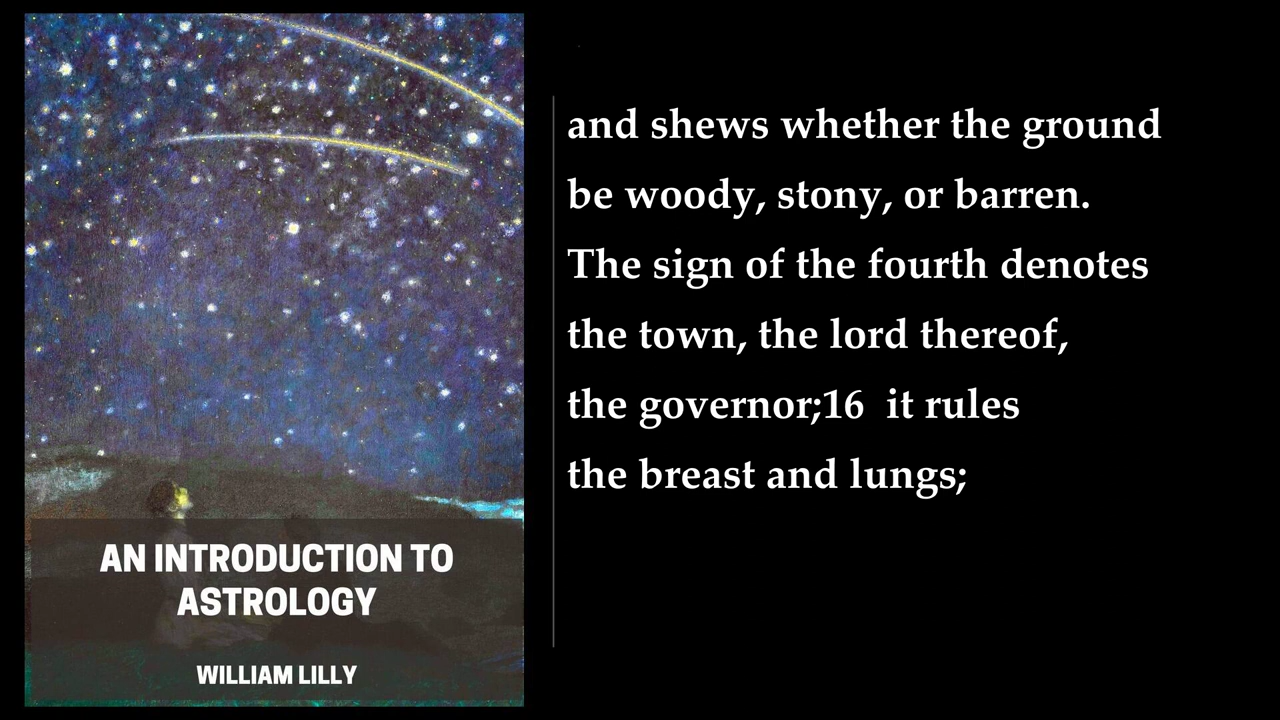 and shews whether the ground
be woody, stony, or barren.
The sign of the fourth denotes
the town, the lord thereof,
the governor;16  it rules
the breast and lungs;
AN INTRODUCTION TO
ASTROLOGY
WILLIAM LILLY